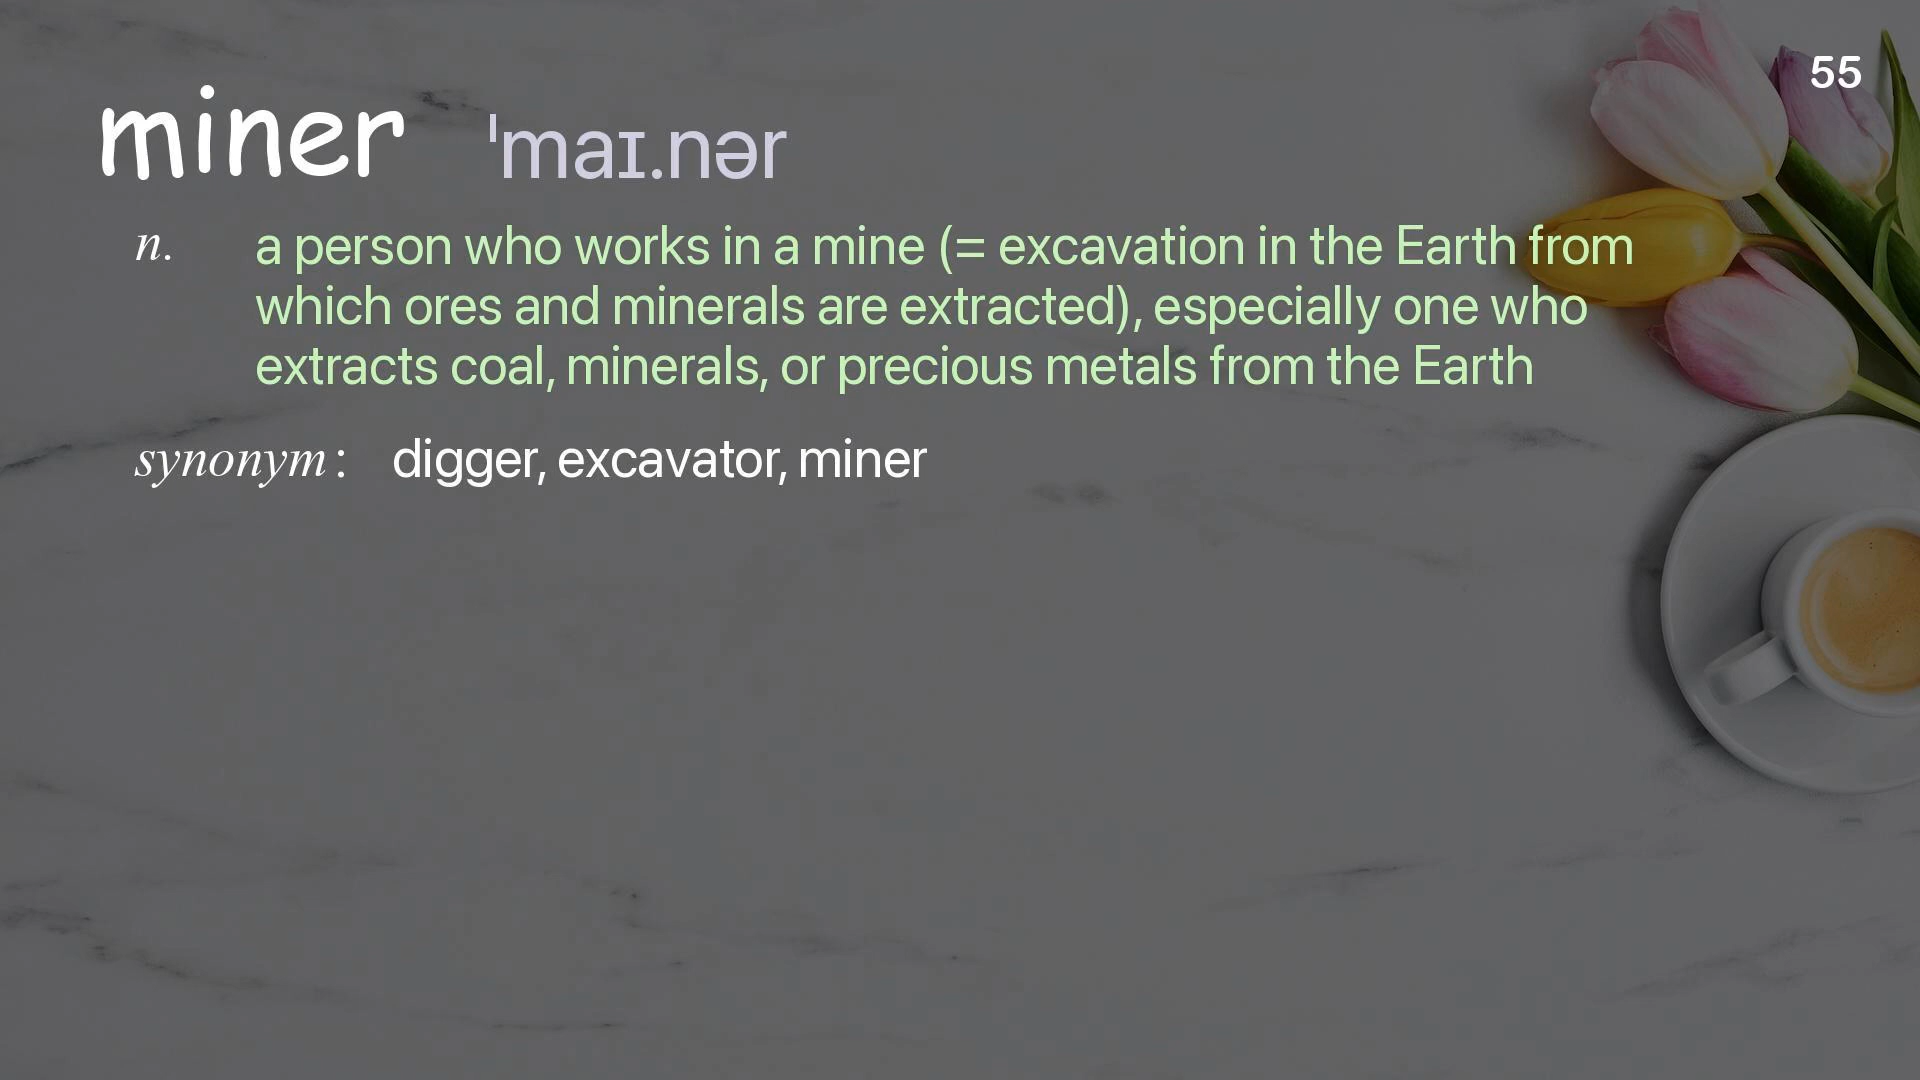 55
miner ˈmaɪ.nər
n. a person who works in a mine (= excavation in the Earth from
which ores and minerals are extracted), especially one who
extracts coal, minerals, or precious metals from the Earth
synonym : digger, excavator, miner